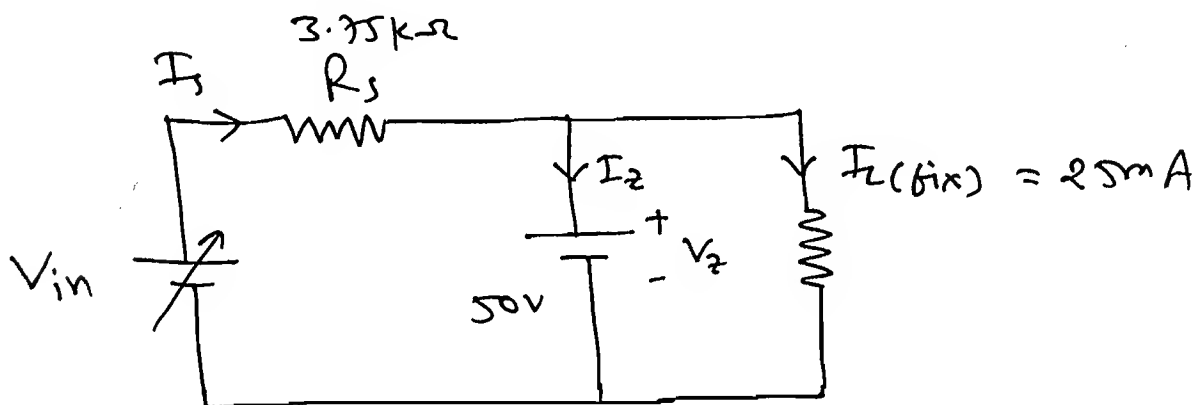 3.75kΩ
Is
Rs
Iz
IL(fix) = 25mA
Vin
+
Vz
-
50V